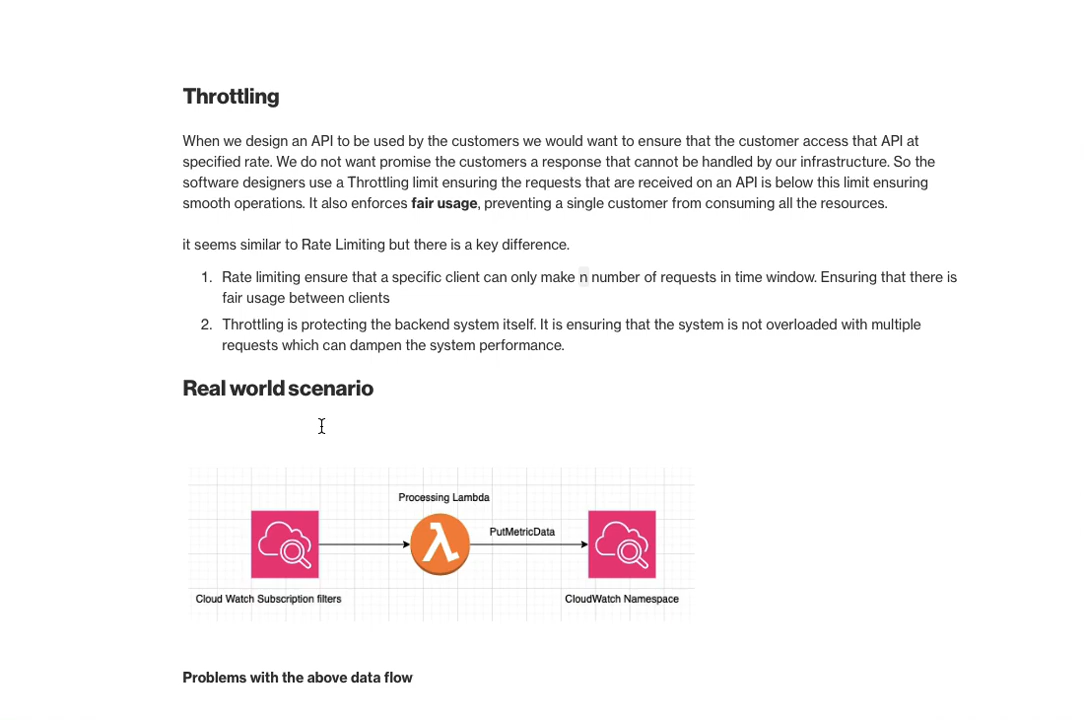 Throttling
When we design an API to be used by the customers we would want to ensure that the customer access that API at
specified rate. We do not want promise the customers a response that cannot be handled by our infrastructure. So the
software designers use a Throttling limit ensuring the requests that are received on an API is below this limit ensuring
smooth operations. It also enforces fair usage, preventing a single customer from consuming all the resources.
it seems similar to Rate Limiting but there is a key difference.
1. Rate limiting ensure that a specific client can only make n number of requests in time window. Ensuring that there is
fair usage between clients
2. Throttling is protecting the backend system itself. It is ensuring that the system is not overloaded with multiple
requests which can dampen the system performance.
Real world scenario
Processing Lambda
PutMetricData
Cloud Watch Subscription filters
CloudWatch Namespace
Problems with the above data flow